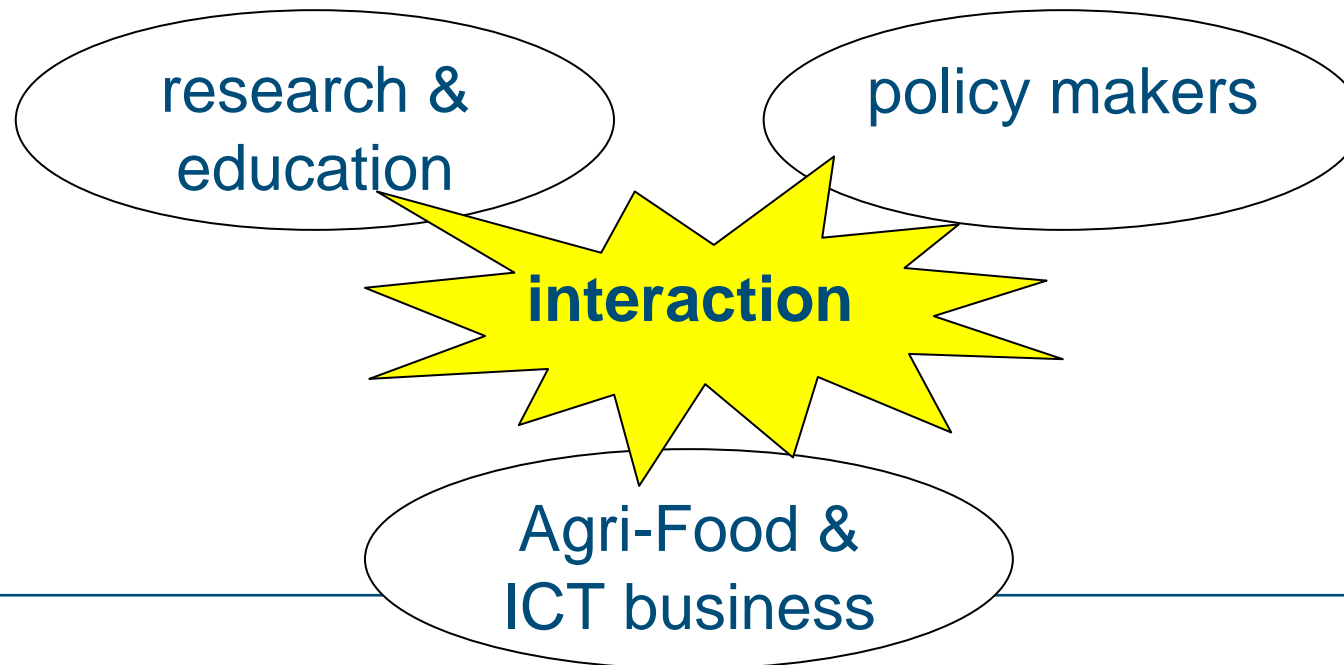 research &
education
policy makers
interaction
Agri-Food &
ICT business